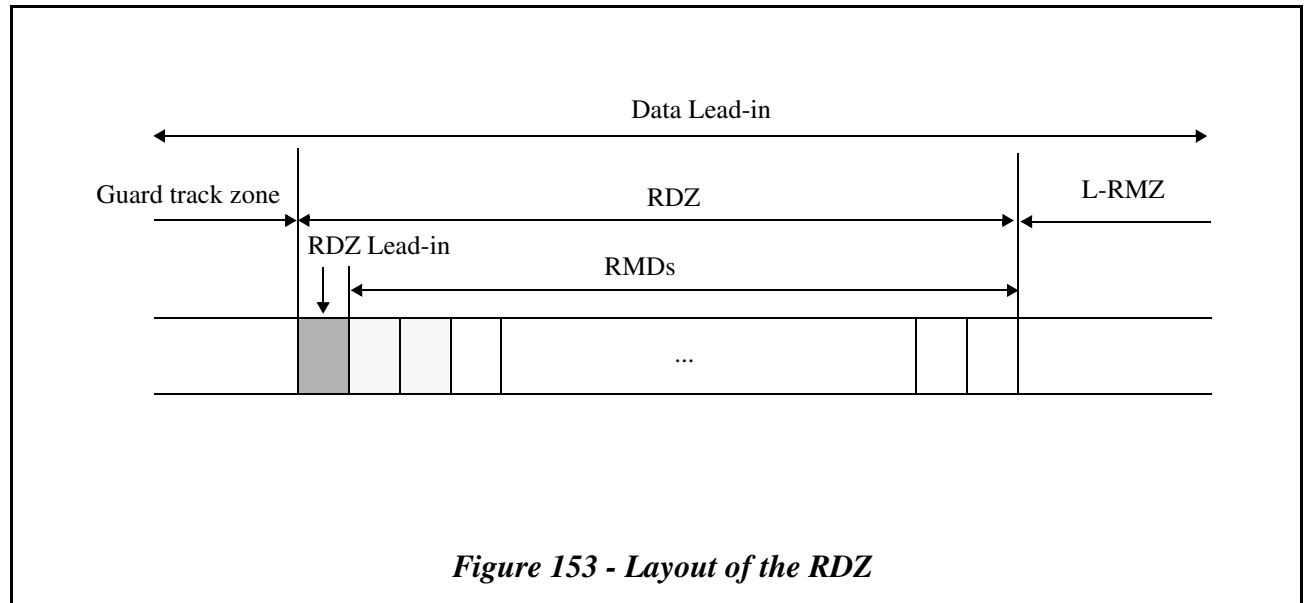 Data Lead-in
Guard track zone
RDZ
L-RMZ
RDZ Lead-in
RMDs
...
Figure 153 - Layout of the RDZ